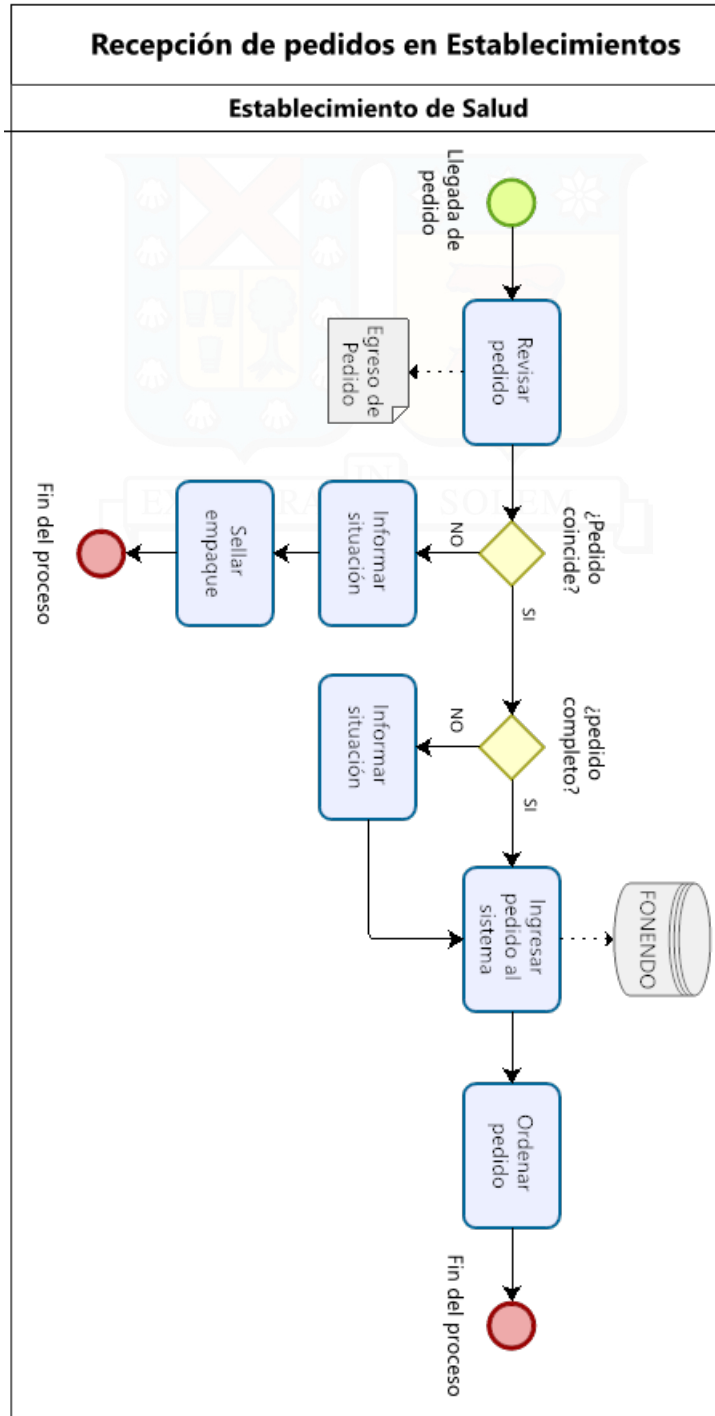 Recepción de pedidos en Establecimientos
Establecimiento de Salud
Llegada de
pedido
Revisar
pedido
Egreso de
Pedido
¿Pedido
coincide?
NO
Informar
situación
Sellar
empaque
Fin del proceso
SI
¿pedido
completo?
NO
Informar
situación
SI
Ingresar
pedido al
sistema
FONENDO
Ordenar
pedido
Fin del proceso
IN
SOLEM